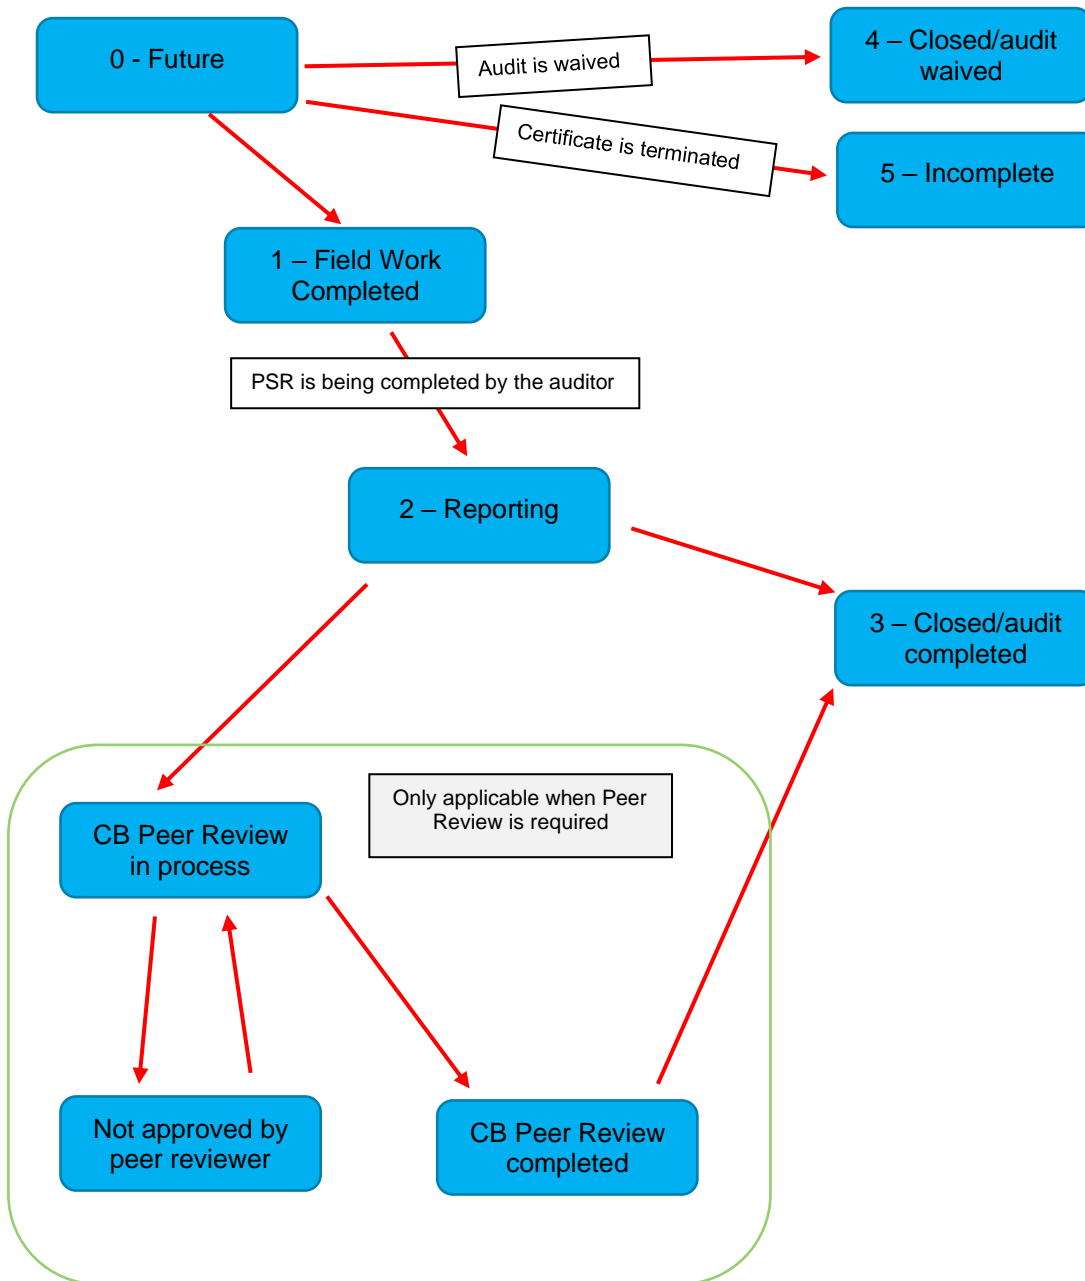 0 - Future
Audit is waived
4 – Closed/audit
waived
Certificate is terminated
5 – Incomplete
1 – Field Work
Completed
PSR is being completed by the auditor
2 – Reporting
3 – Closed/audit
completed
Only applicable when Peer
Review is required
CB Peer Review
in process
Not approved by
peer reviewer
CB Peer Review
completed